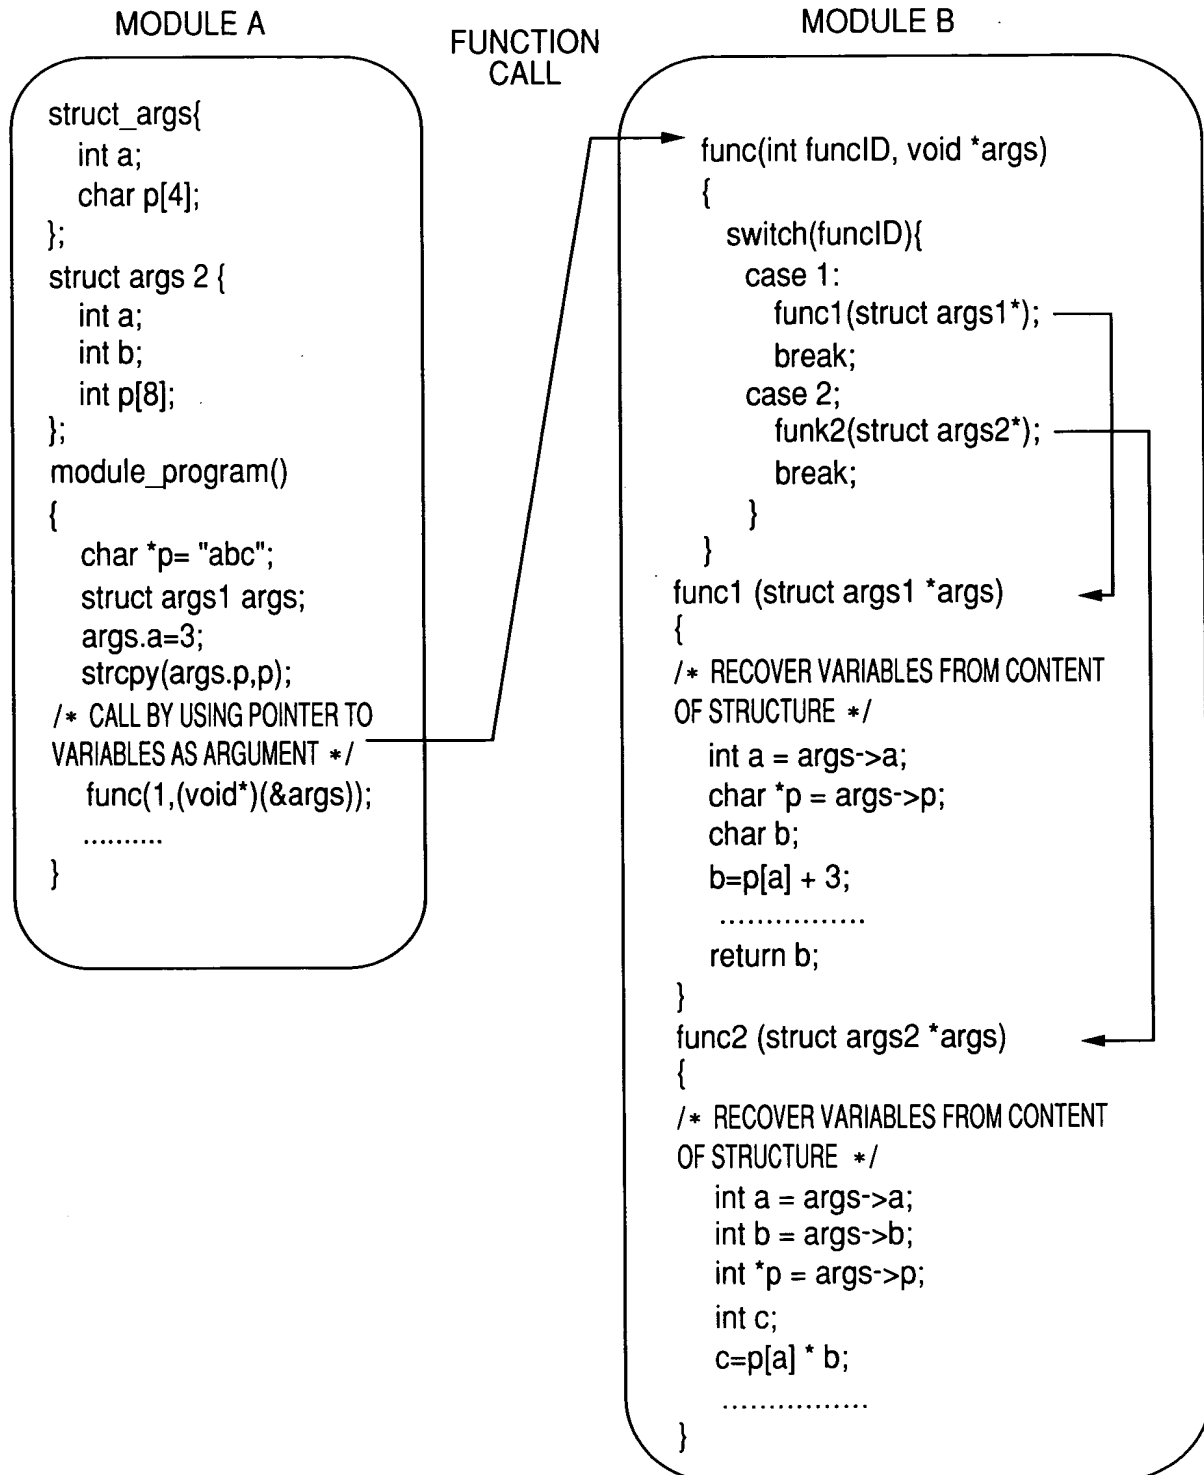 MODULE A
struct_args{
int a;
char p[4];
};
struct args 2 {
int a;
int b;
int p[8];
};
module_program()
{
char *p= "abc";
struct args1 args;
args.a=3;
strcpy(args.p,p);
/* CALL BY USING POINTER TO
VARIABLES AS ARGUMENT */
func(1,(void*)(&args));
..........
}
FUNCTION
CALL
MODULE B
func(int funcID, void *args)
{
switch(funcID){
case 1:
func1(struct args1*);
break;
case 2;
funk2(struct args2*);
break;
}
}
func1 (struct args1 *args)
{
/* RECOVER VARIABLES FROM CONTENT
OF STRUCTURE */
int a = args->a;
char *p = args->p;
char b;
b=p[a] + 3;
................
return b;
}
func2 (struct args2 *args)
{
/* RECOVER VARIABLES FROM CONTENT
OF STRUCTURE */
int a = args->a;
int b = args->b;
int *p = args->p;
int c;
c=p[a] * b;
................
}